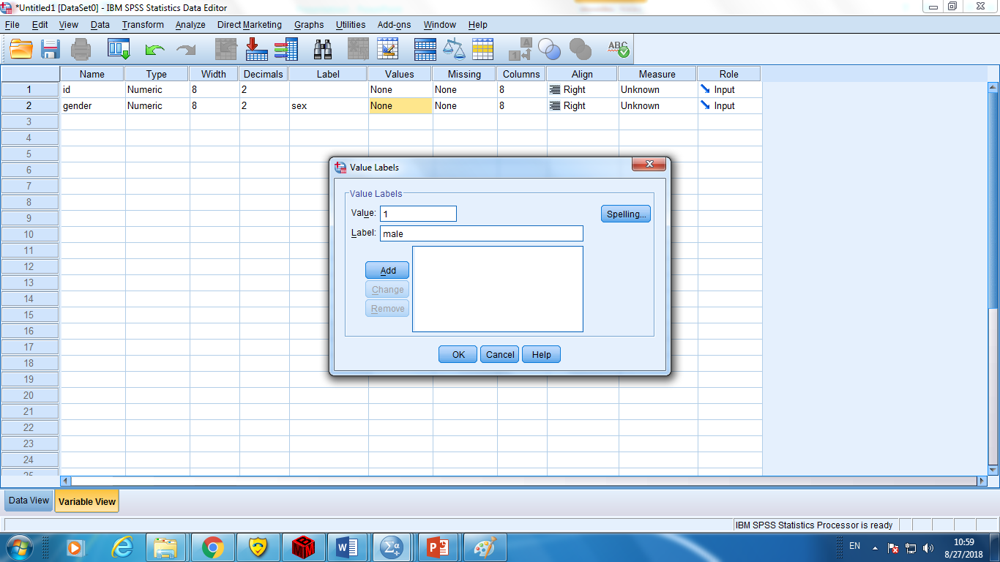 *Untitled1 [DataSet0] - IBM SPSS Statistics Data Editor
File Edit View Data Transform Analyze Direct Marketing Graphs Utilities Add-ons Window Help
A
1
ABC
Name Type Width Decimals Label Values Missing Columns Align Measure Role
1 id Numeric 8 2 None None 8 Right Unknown Input
2 gender Numeric 8 2 sex None None 8 Right Unknown Input
3
4
5
6
7
8
9
10
11
12
13
14
15
16
17
18
19
20
21
22
23
24
25
Value Labels
Value Labels
Value: 1 Spelling...
Label: male
Add
Change
Remove
OK Cancel Help
Data View Variable View
IBM SPSS Statistics Processor is ready
W Σα P EN 10:59
8/27/2018